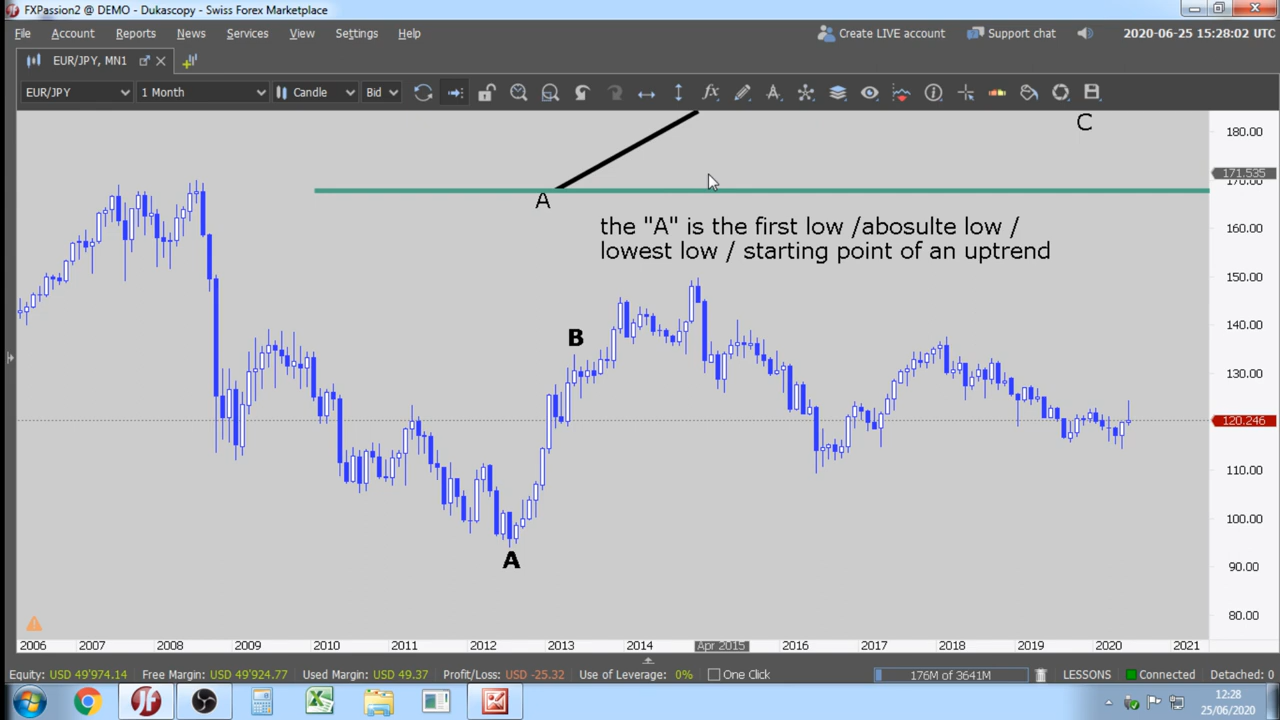 FXPassion2 @ DEMO - Dukascopy - Swiss Forex Marketplace
File Account Reports News Services View Settings Help
Create LIVE account Support chat 2020-06-25 15:28:02 UTC
EUR/JPY, MN1
EUR/JPY 1 Month Candle Bid
C
180.00
171.535
170.00
A
the "A" is the first low /abosulte low /
160.00
lowest low / starting point of an uptrend
150.00
B
140.00
130.00
120.246
110.00
100.00
A
90.00
80.00
2006 2007 2008 2009 2010 2011 2012 2013 2014 Apr 2015 2016 2017 2018 2019 2020 2021
Equity: USD 49'974.14 Free Margin: USD 49'924.77 Used Margin: USD 49.37 Profit/Loss: USD -25.32 Use of Leverage: 0% One Click 176M of 3641M LESSONS Connected Detached: 0
12:28
25/06/2020